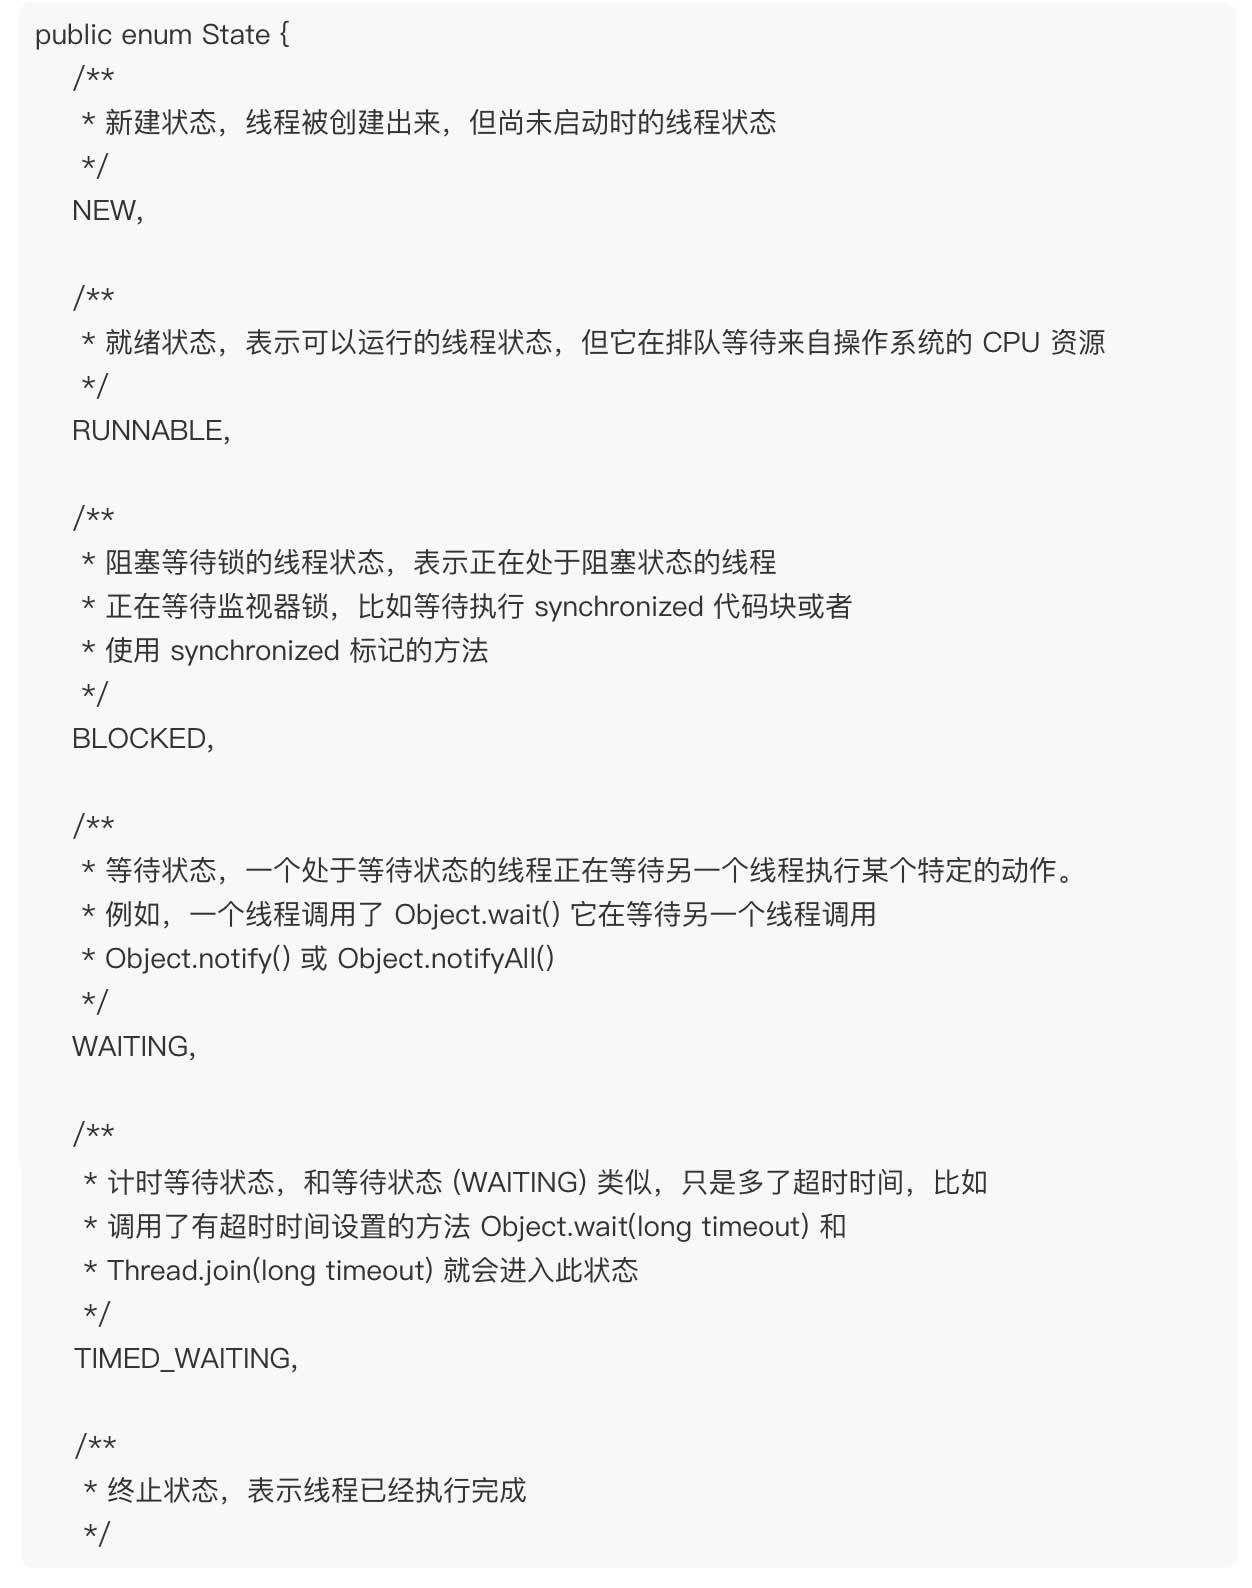 public enum State {
/**
* 新建状态，线程被创建出来，但尚未启动时的线程状态
*/
NEW,
/**
* 就绪状态，表示可以运行的线程状态，但它在排队等待来自操作系统的 CPU 资源
*/
RUNNABLE,
/**
* 阻塞等待锁的线程状态，表示正在处于阻塞状态的线程
* 正在等待监视器锁，比如等待执行 synchronized 代码块或者
* 使用 synchronized 标记的方法
*/
BLOCKED,
/**
* 等待状态，一个处于等待状态的线程正在等待另一个线程执行某个特定的动作。
* 例如，一个线程调用了 Object.wait() 它在等待另一个线程调用
* Object.notify() 或 Object.notifyAll()
*/
WAITING,
/**
* 计时等待状态，和等待状态 (WAITING) 类似，只是多了超时时间，比如
* 调用了有超时时间设置的方法 Object.wait(long timeout) 和
* Thread.join(long timeout) 就会进入此状态
*/
TIMED_WAITING,
/**
* 终止状态，表示线程已经执行完成
*/